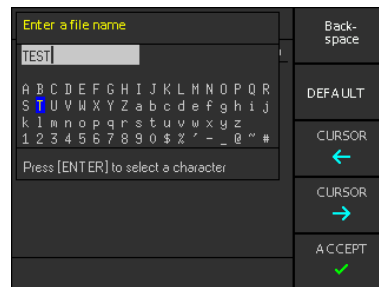 Enter a file name
TEST
A B C D E F G H I J K L M N O P Q R
S T U V W X Y Z a b c d e f g h i j
k l m n o p q r s t u v w x y z
1 2 3 4 5 6 7 8 9 0 $ % ´ - _ @ ~ #
Press [ENTER] to select a character
Back-
space
DEFAULT
CURSOR
←
CURSOR
→
ACCEPT
✓